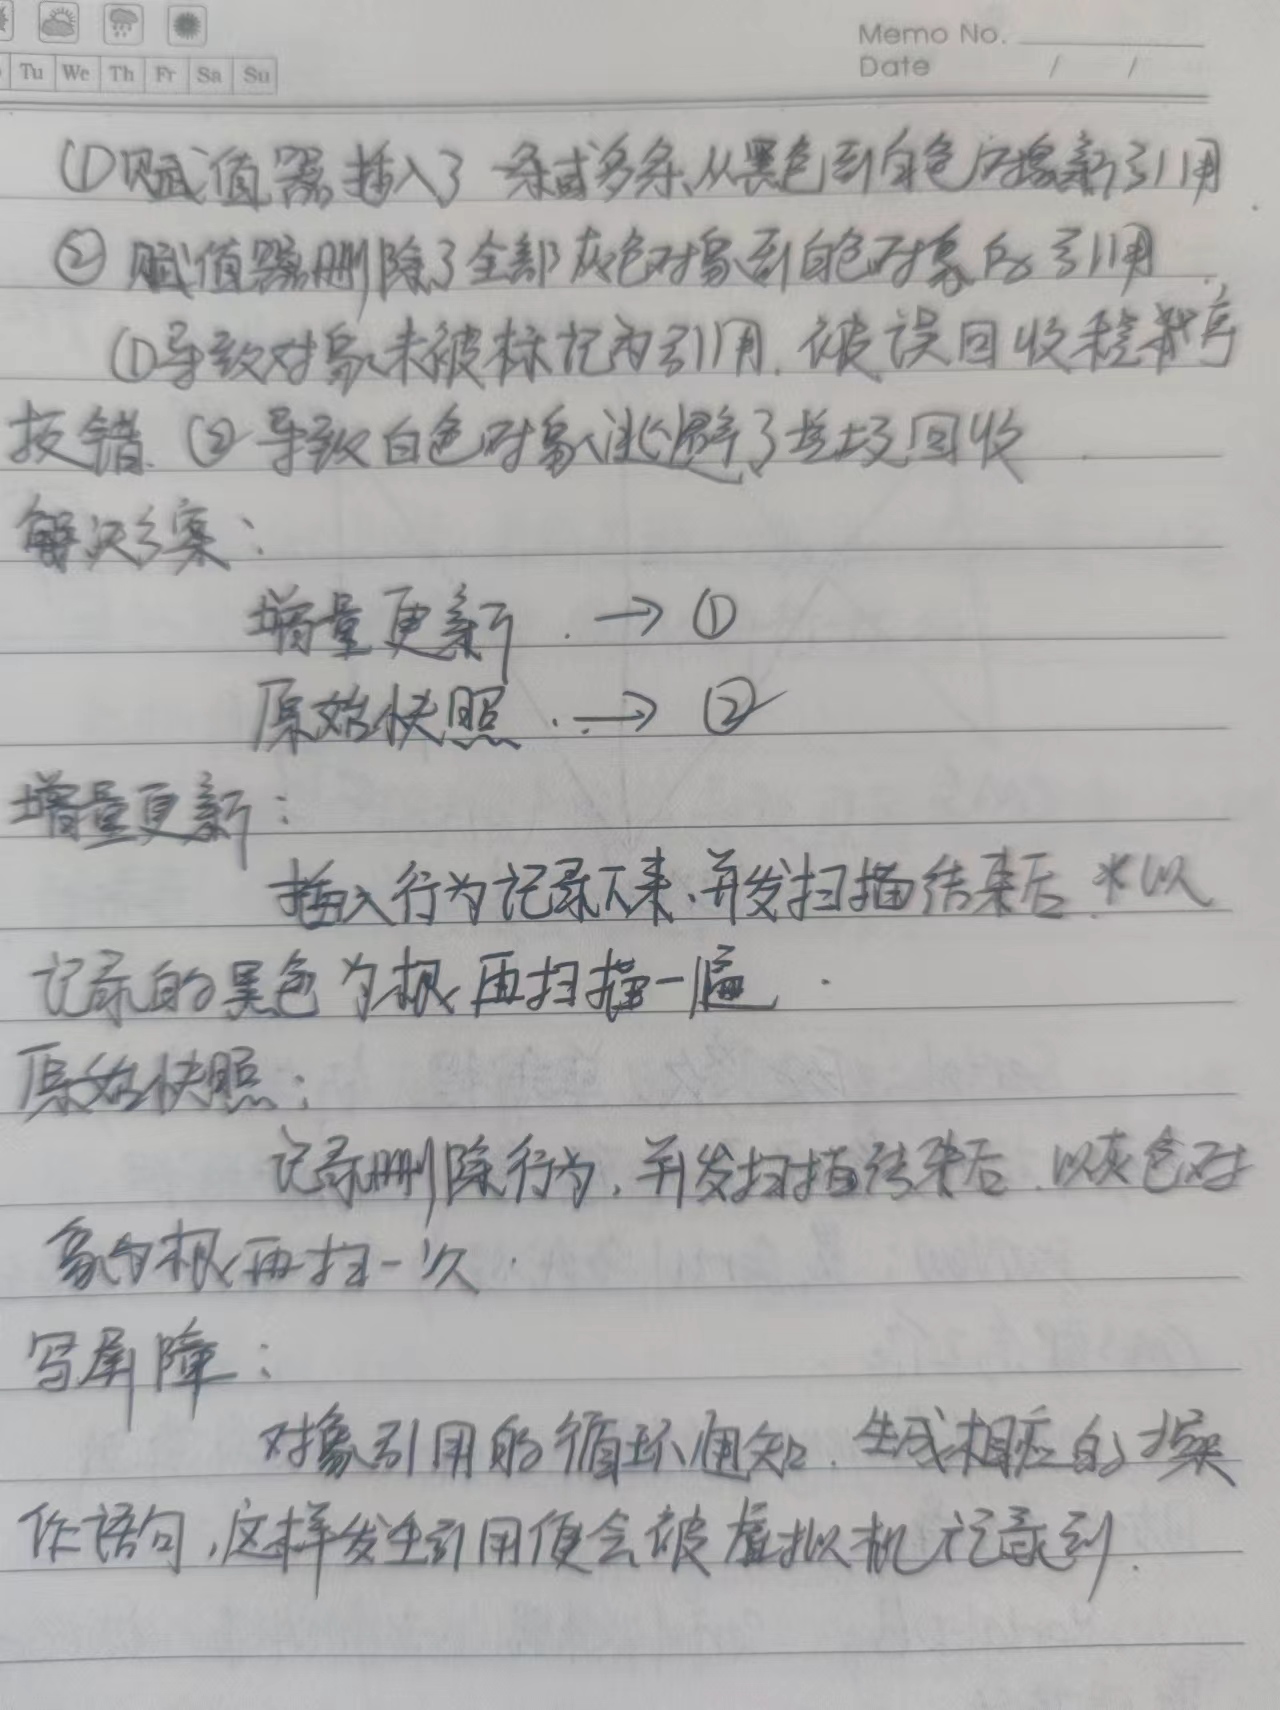 Tu We Th Fr Sa Su
Memo No.
Date / /
①赋值器插入了一条或多条从黑色到白色的新引用
②赋值器删除了全部灰色对象到白色对象的引用
①导致对象未被标记为引用.被误回收程序
报错.②导致白色对象逃避了垃圾回收
解决方案:
增量更新.→①
原始快照.→②
增量更新:
插入行为记录下来.并发扫描结束后.以
记录的黑色为根再扫描一遍.
原始快照:
记录删除行为,并发扫描结束后.以灰色对
象为根再扫一次.
写屏障:
对象引用的循环通知.生成相应的操
作语句,这样发生引用便会被虚拟机记录到.